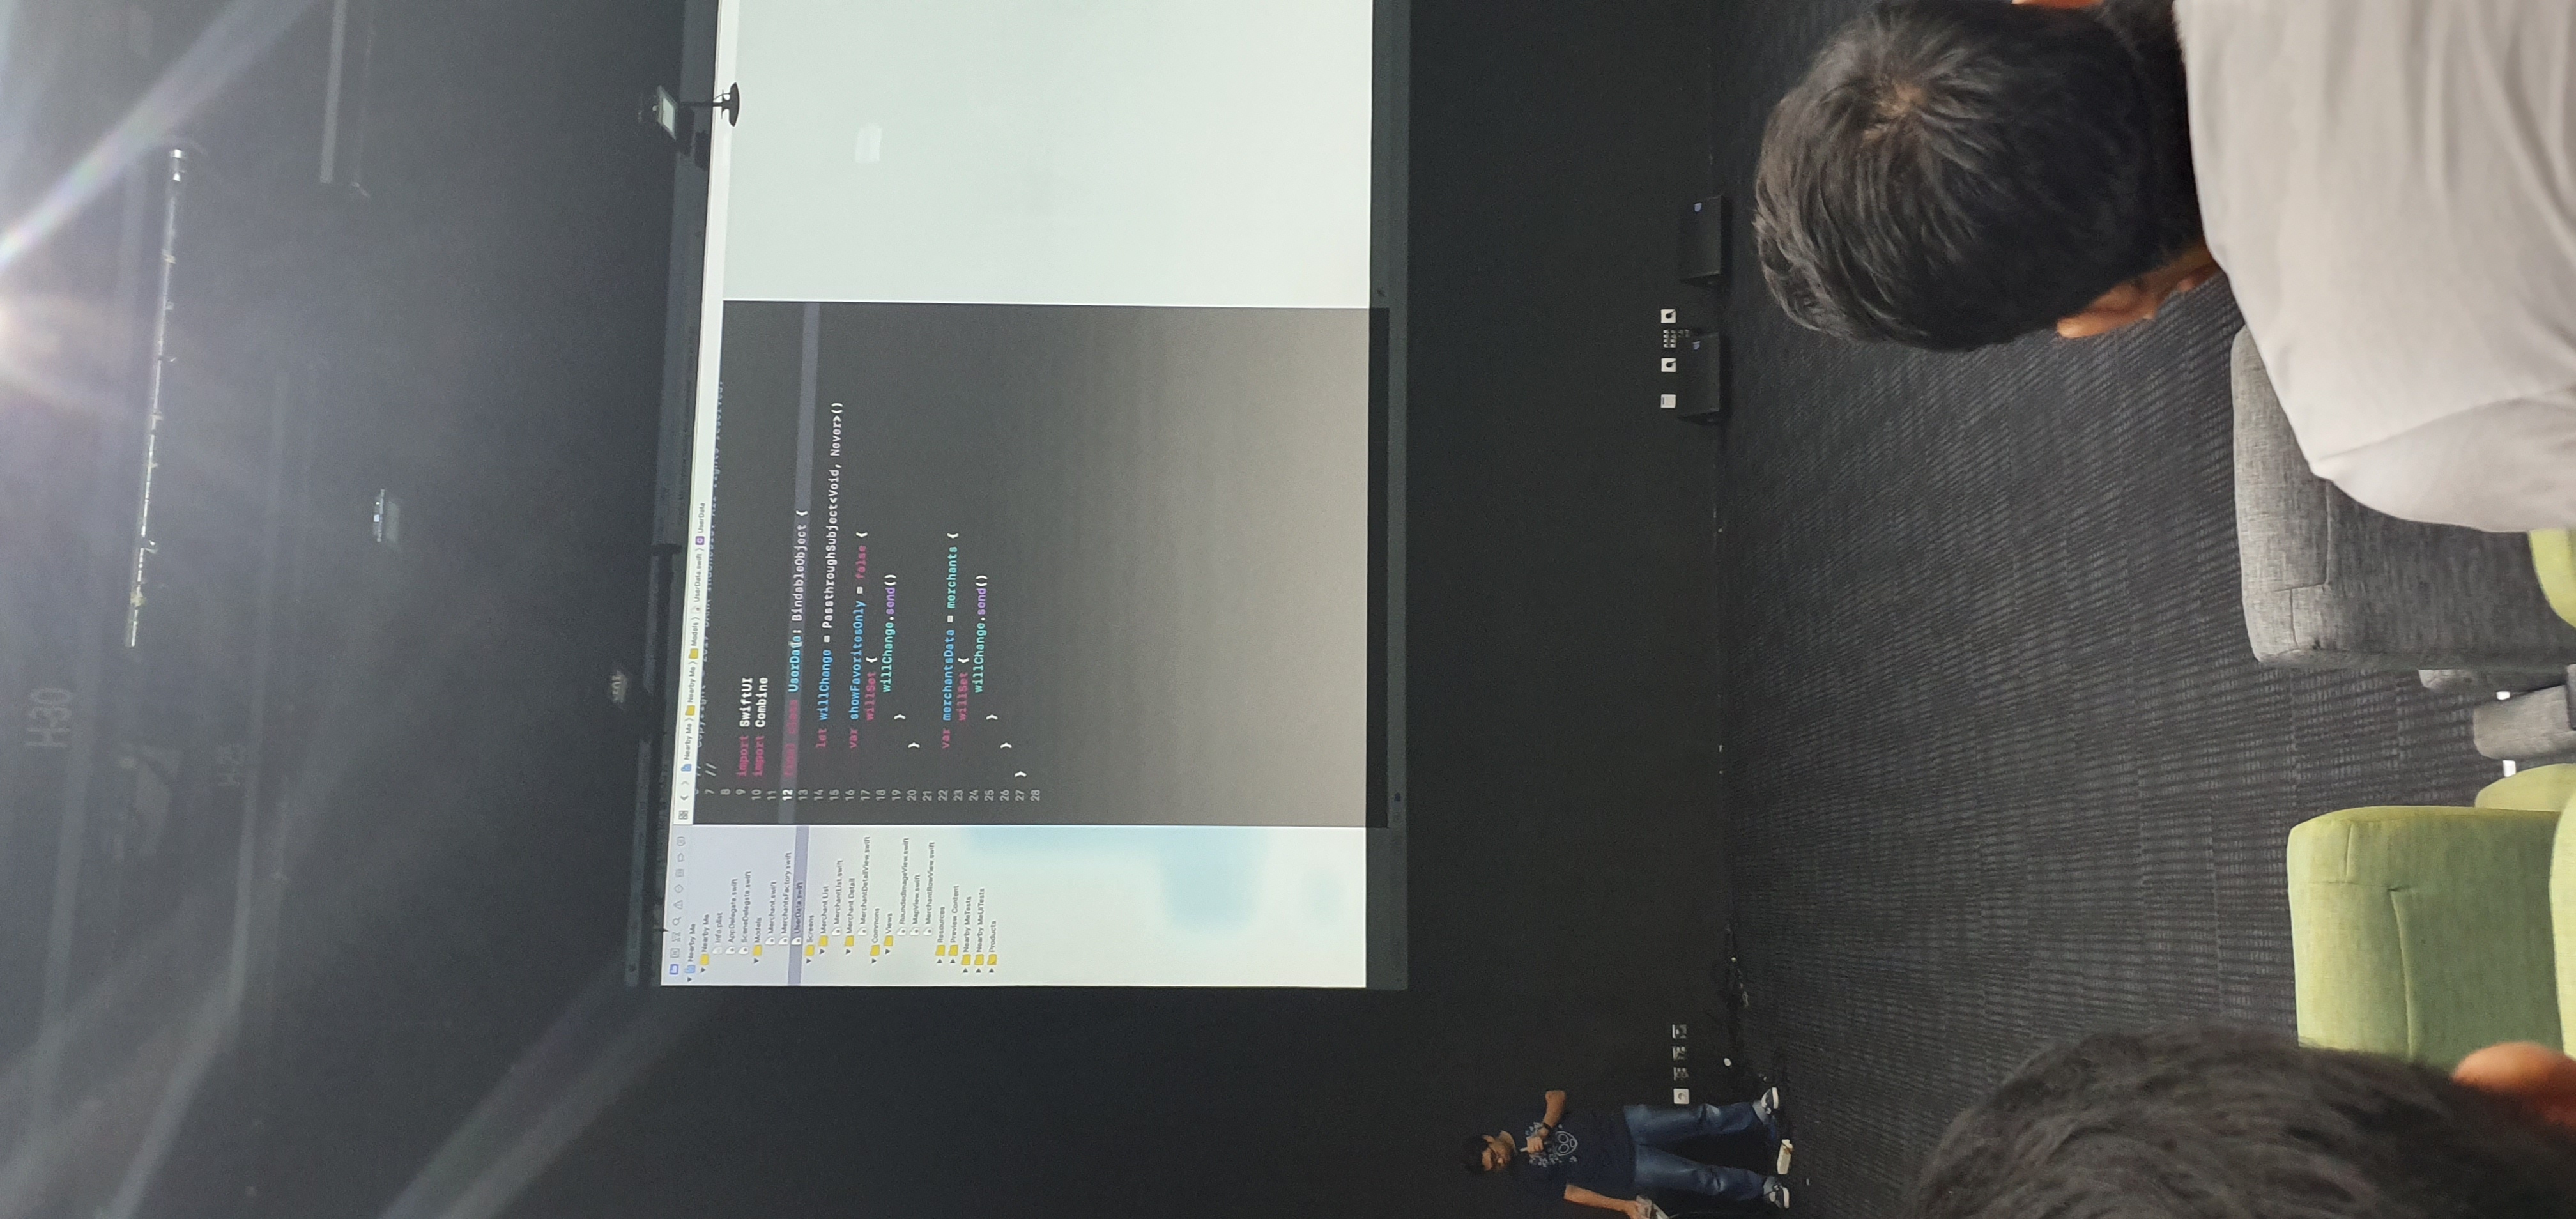 H-30
H-25
Nearby Me
Nearby Me
Info.plist
AppDelegate.swift
SceneDelegate.swift
Models
Merchant.swift
MerchantsFactory.swift
UserData.swift
Screens
Merchant List
MerchantList.swift
Merchant Detail
MerchantDetailView.swift
Commons
Views
RoundedImageView.swift
MapView.swift
MerchantRowView.swift
Resources
Preview Content
Nearby MeTests
Nearby MeUITests
Products
Nearby Me Nearby Me Models UserData.swift C UserData
7 //
8
9 import SwiftUI
10 import Combine
11
12 final class UserData: BindableObject {
13
14 let willChange = PassthroughSubject<Void, Never>()
15
16 var showFavoritesOnly = false {
17 willSet {
18 willChange.send()
19 }
20 }
21
22 var merchantsData = merchants {
23 willSet {
24 willChange.send()
25 }
26 }
27 }
28